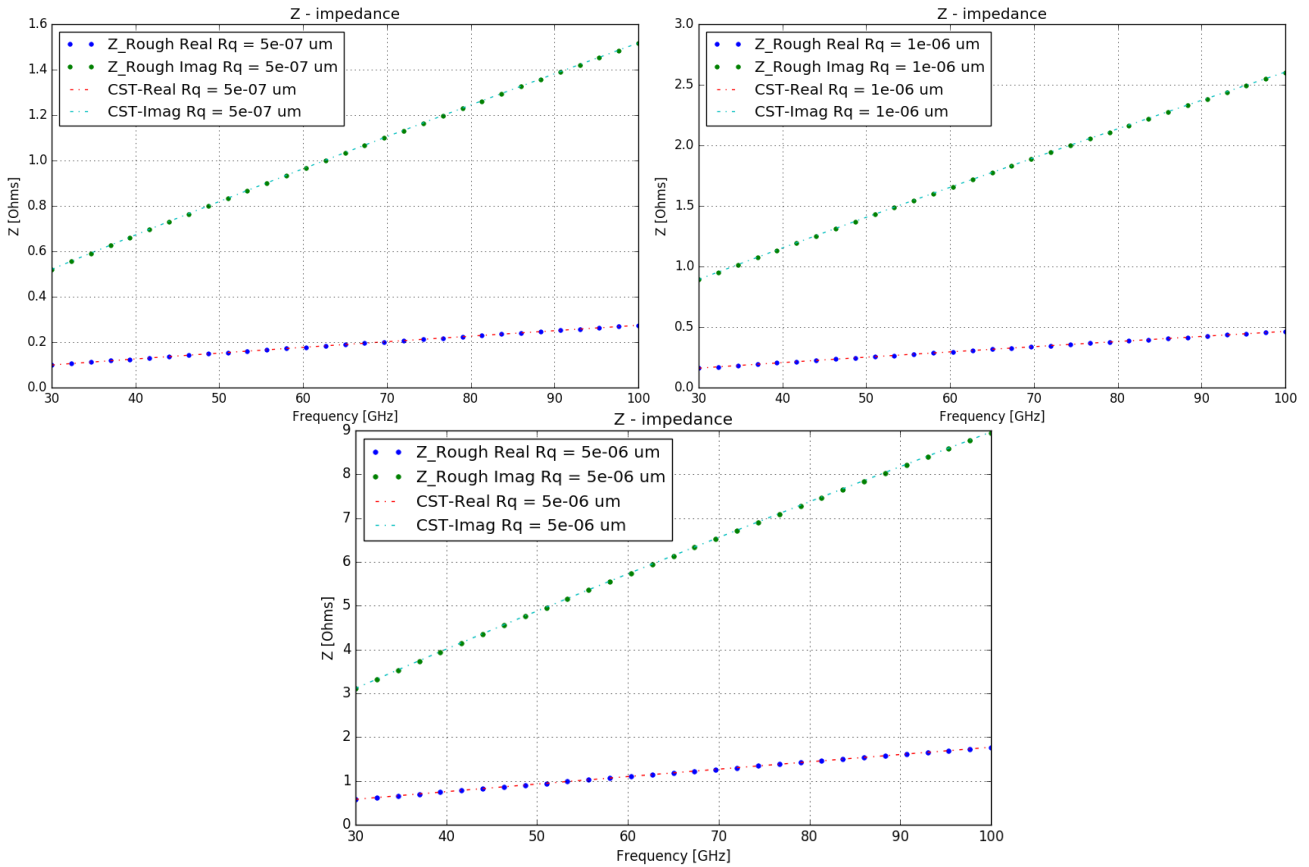 Z - impedance
1.6
1.4
1.2
1.0
0.8
0.6
0.4
0.2
0.0
Z [Ohms]
Z_Rough Real Rq = 5e-07 um
Z_Rough Imag Rq = 5e-07 um
CST-Real Rq = 5e-07 um
CST-Imag Rq = 5e-07 um
30 40 50 60 70 80 90 100
Frequency [GHz]
Z - impedance
3.0
2.5
2.0
1.5
1.0
0.5
0.0
Z [Ohms]
Z_Rough Real Rq = 1e-06 um
Z_Rough Imag Rq = 1e-06 um
CST-Real Rq = 1e-06 um
CST-Imag Rq = 1e-06 um
30 40 50 60 70 80 90 100
Frequency [GHz]
Z - impedance
9
8
7
6
5
4
3
2
1
0
Z [Ohms]
Z_Rough Real Rq = 5e-06 um
Z_Rough Imag Rq = 5e-06 um
CST-Real Rq = 5e-06 um
CST-Imag Rq = 5e-06 um
30 40 50 60 70 80 90 100
Frequency [GHz]